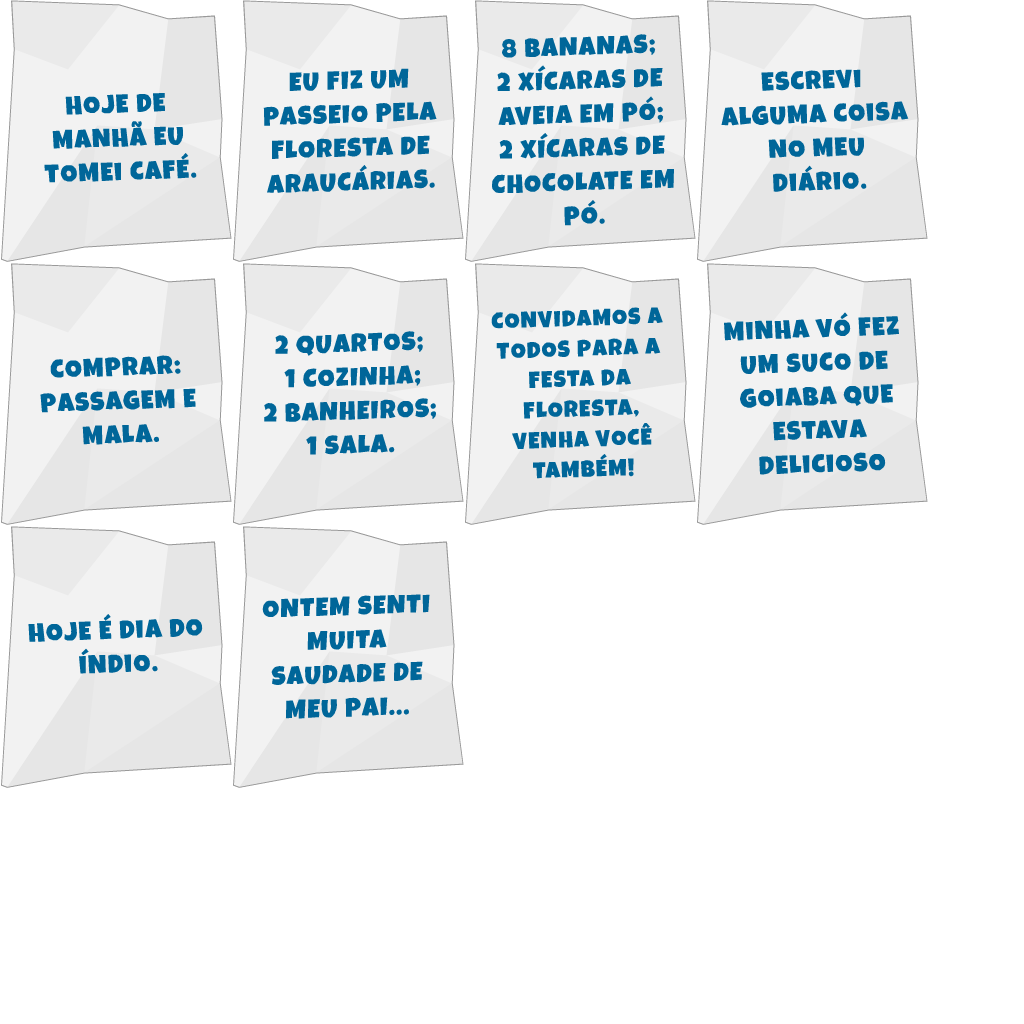 HOJE DE
MANHÃ EU
TOMEI CAFÉ.
EU FIZ UM
PASSEIO PELA
FLORESTA DE
ARAUCÁRIAS.
8 BANANAS;
2 XÍCARAS DE
AVEIA EM PÓ;
2 XÍCARAS DE
CHOCOLATE EM
PÓ.
ESCREVI
ALGUMA COISA
NO MEU
DIÁRIO.
COMPRAR:
PASSAGEM E
MALA.
2 QUARTOS;
1 COZINHA;
2 BANHEIROS;
1 SALA.
CONVIDAMOS A
TODOS PARA A
FESTA DA
FLORESTA,
VENHA VOCÊ
TAMBÉM!
MINHA VÓ FEZ
UM SUCO DE
GOIABA QUE
ESTAVA
DELICIOSO
HOJE É DIA DO
ÍNDIO.
ONTEM SENTI
MUITA
SAUDADE DE
MEU PAI...